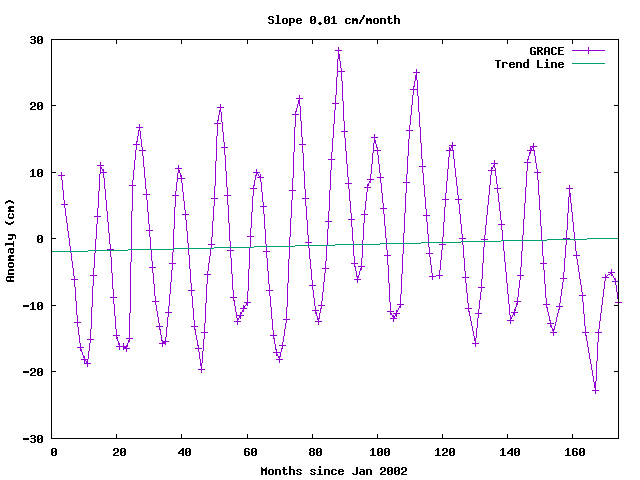 Slope 0.01 cm/month
GRACE
Trend Line
30
20
10
0
-10
-20
-30
Anomaly (cm)
0 20 40 60 80 100 120 140 160
Months since Jan 2002